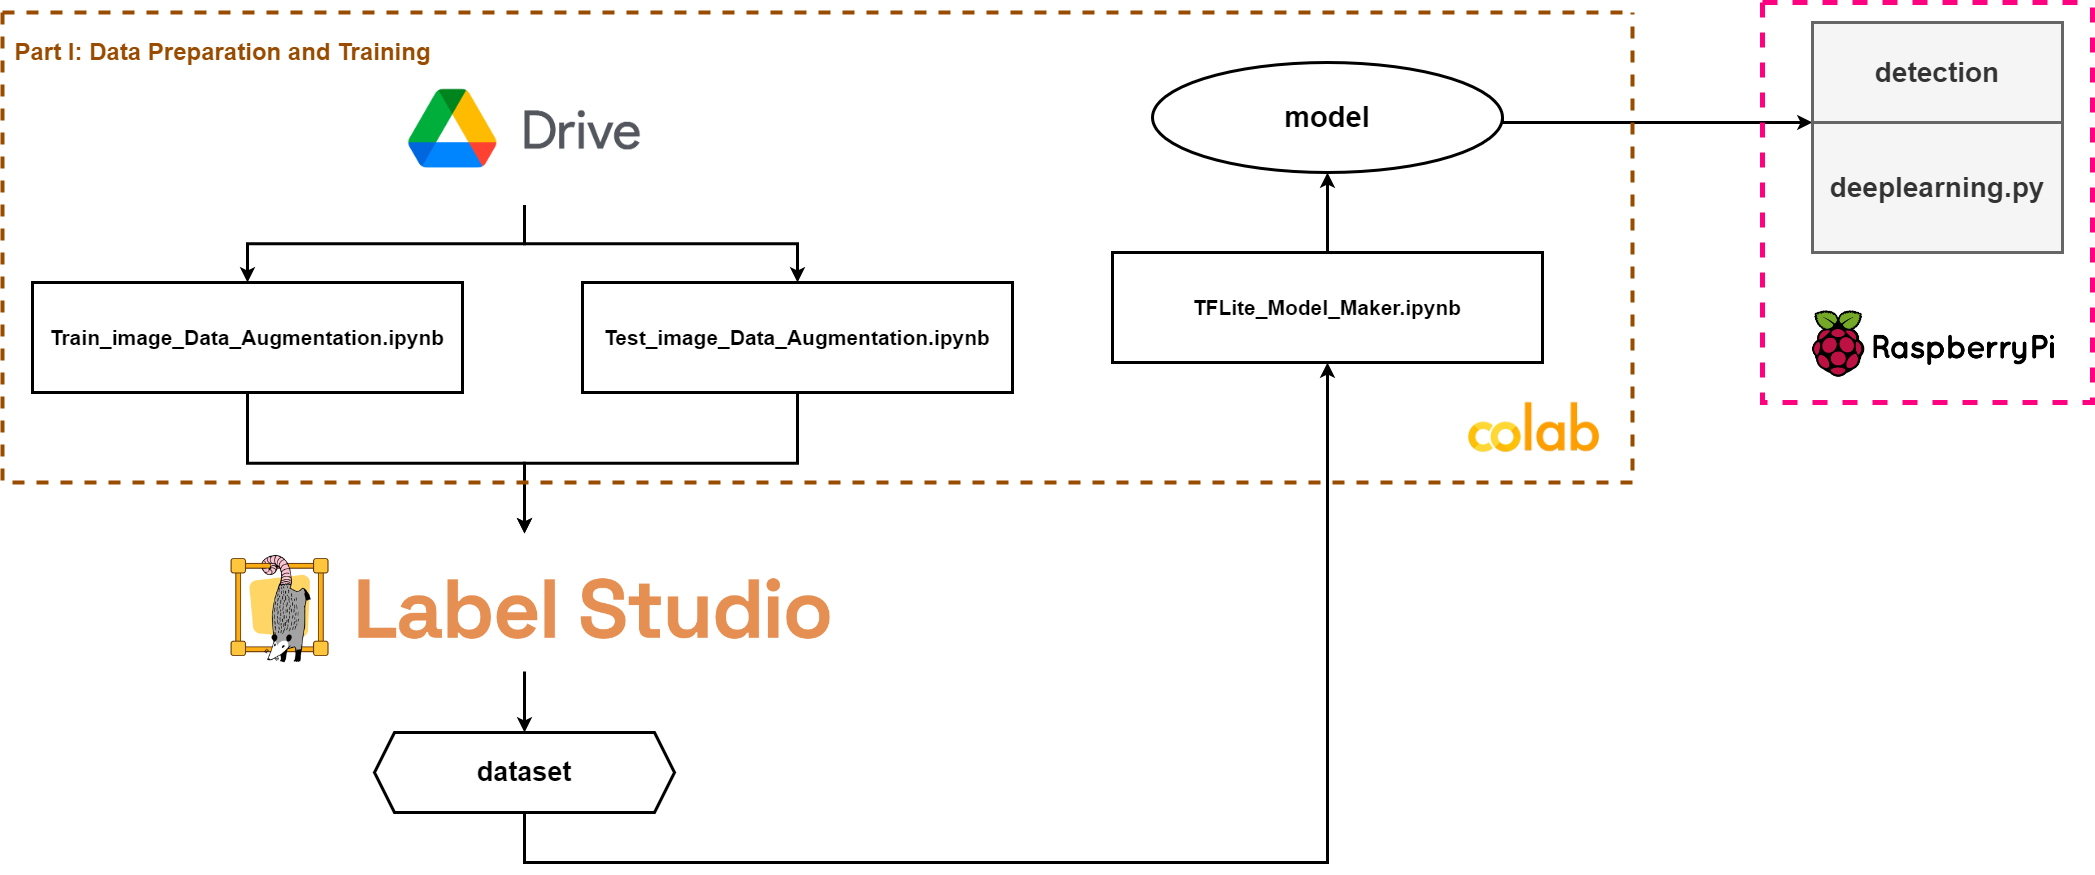 Part I: Data Preparation and Training
Drive
Train_image_Data_Augmentation.ipynb
Test_image_Data_Augmentation.ipynb
Label Studio
dataset
TFLite_Model_Maker.ipynb
model
colab
detection
deeplearning.py
RaspberryPi